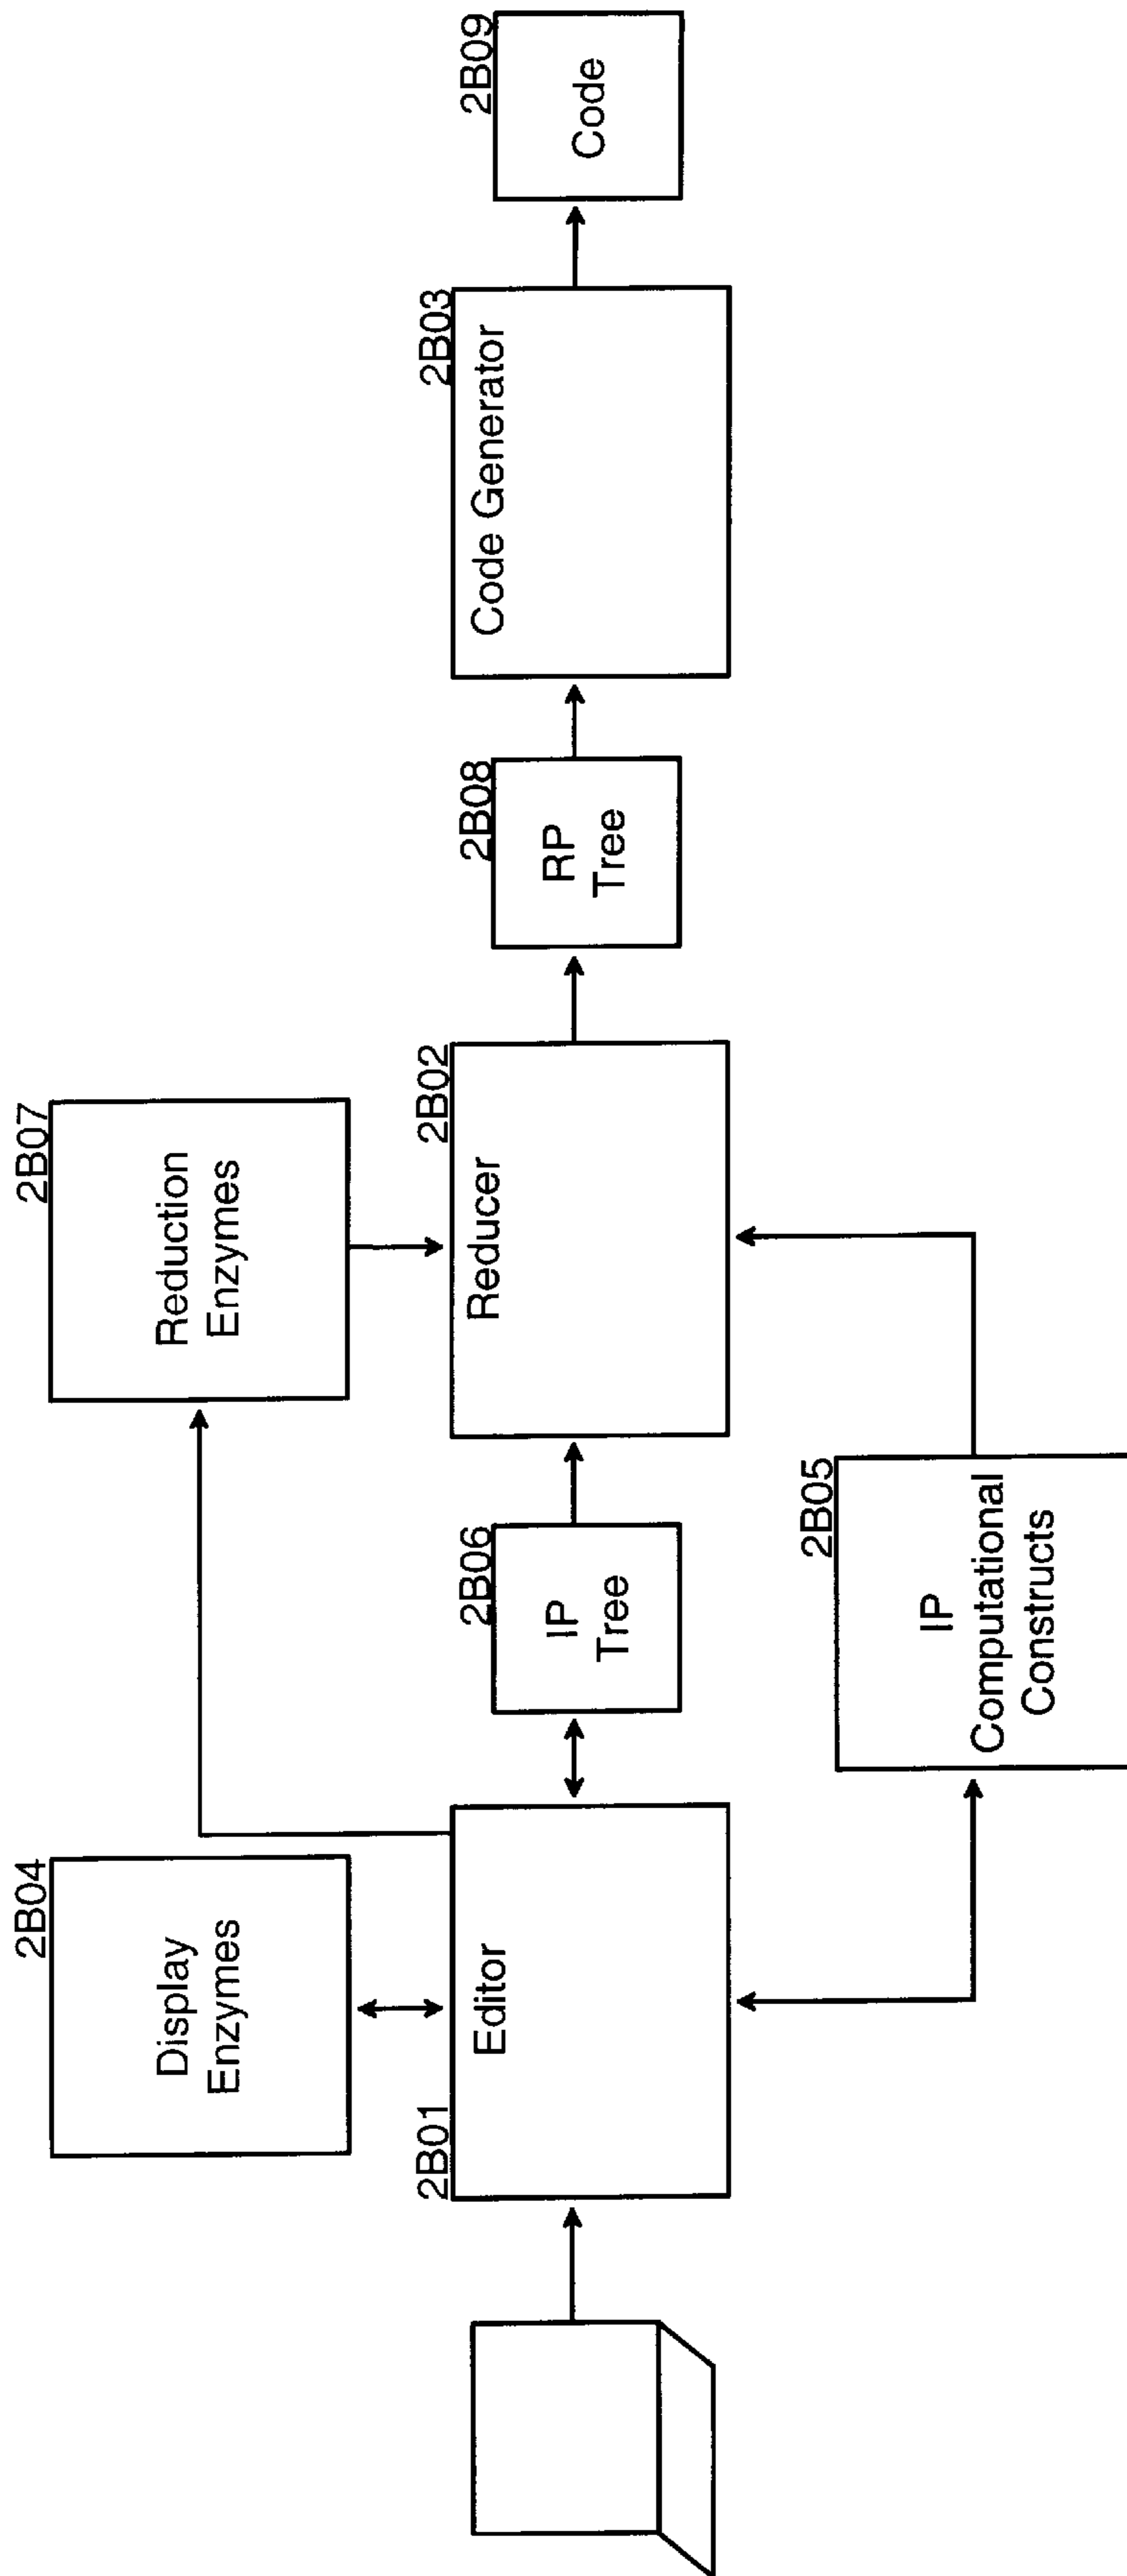 2B04
Display
Enzymes
2B07
Reduction
Enzymes
2B01
Editor
2B06
IP
Tree
2B02
Reducer
2B08
RP
Tree
2B03
Code Generator
2B09
Code
2B05
IP
Computational
Constructs